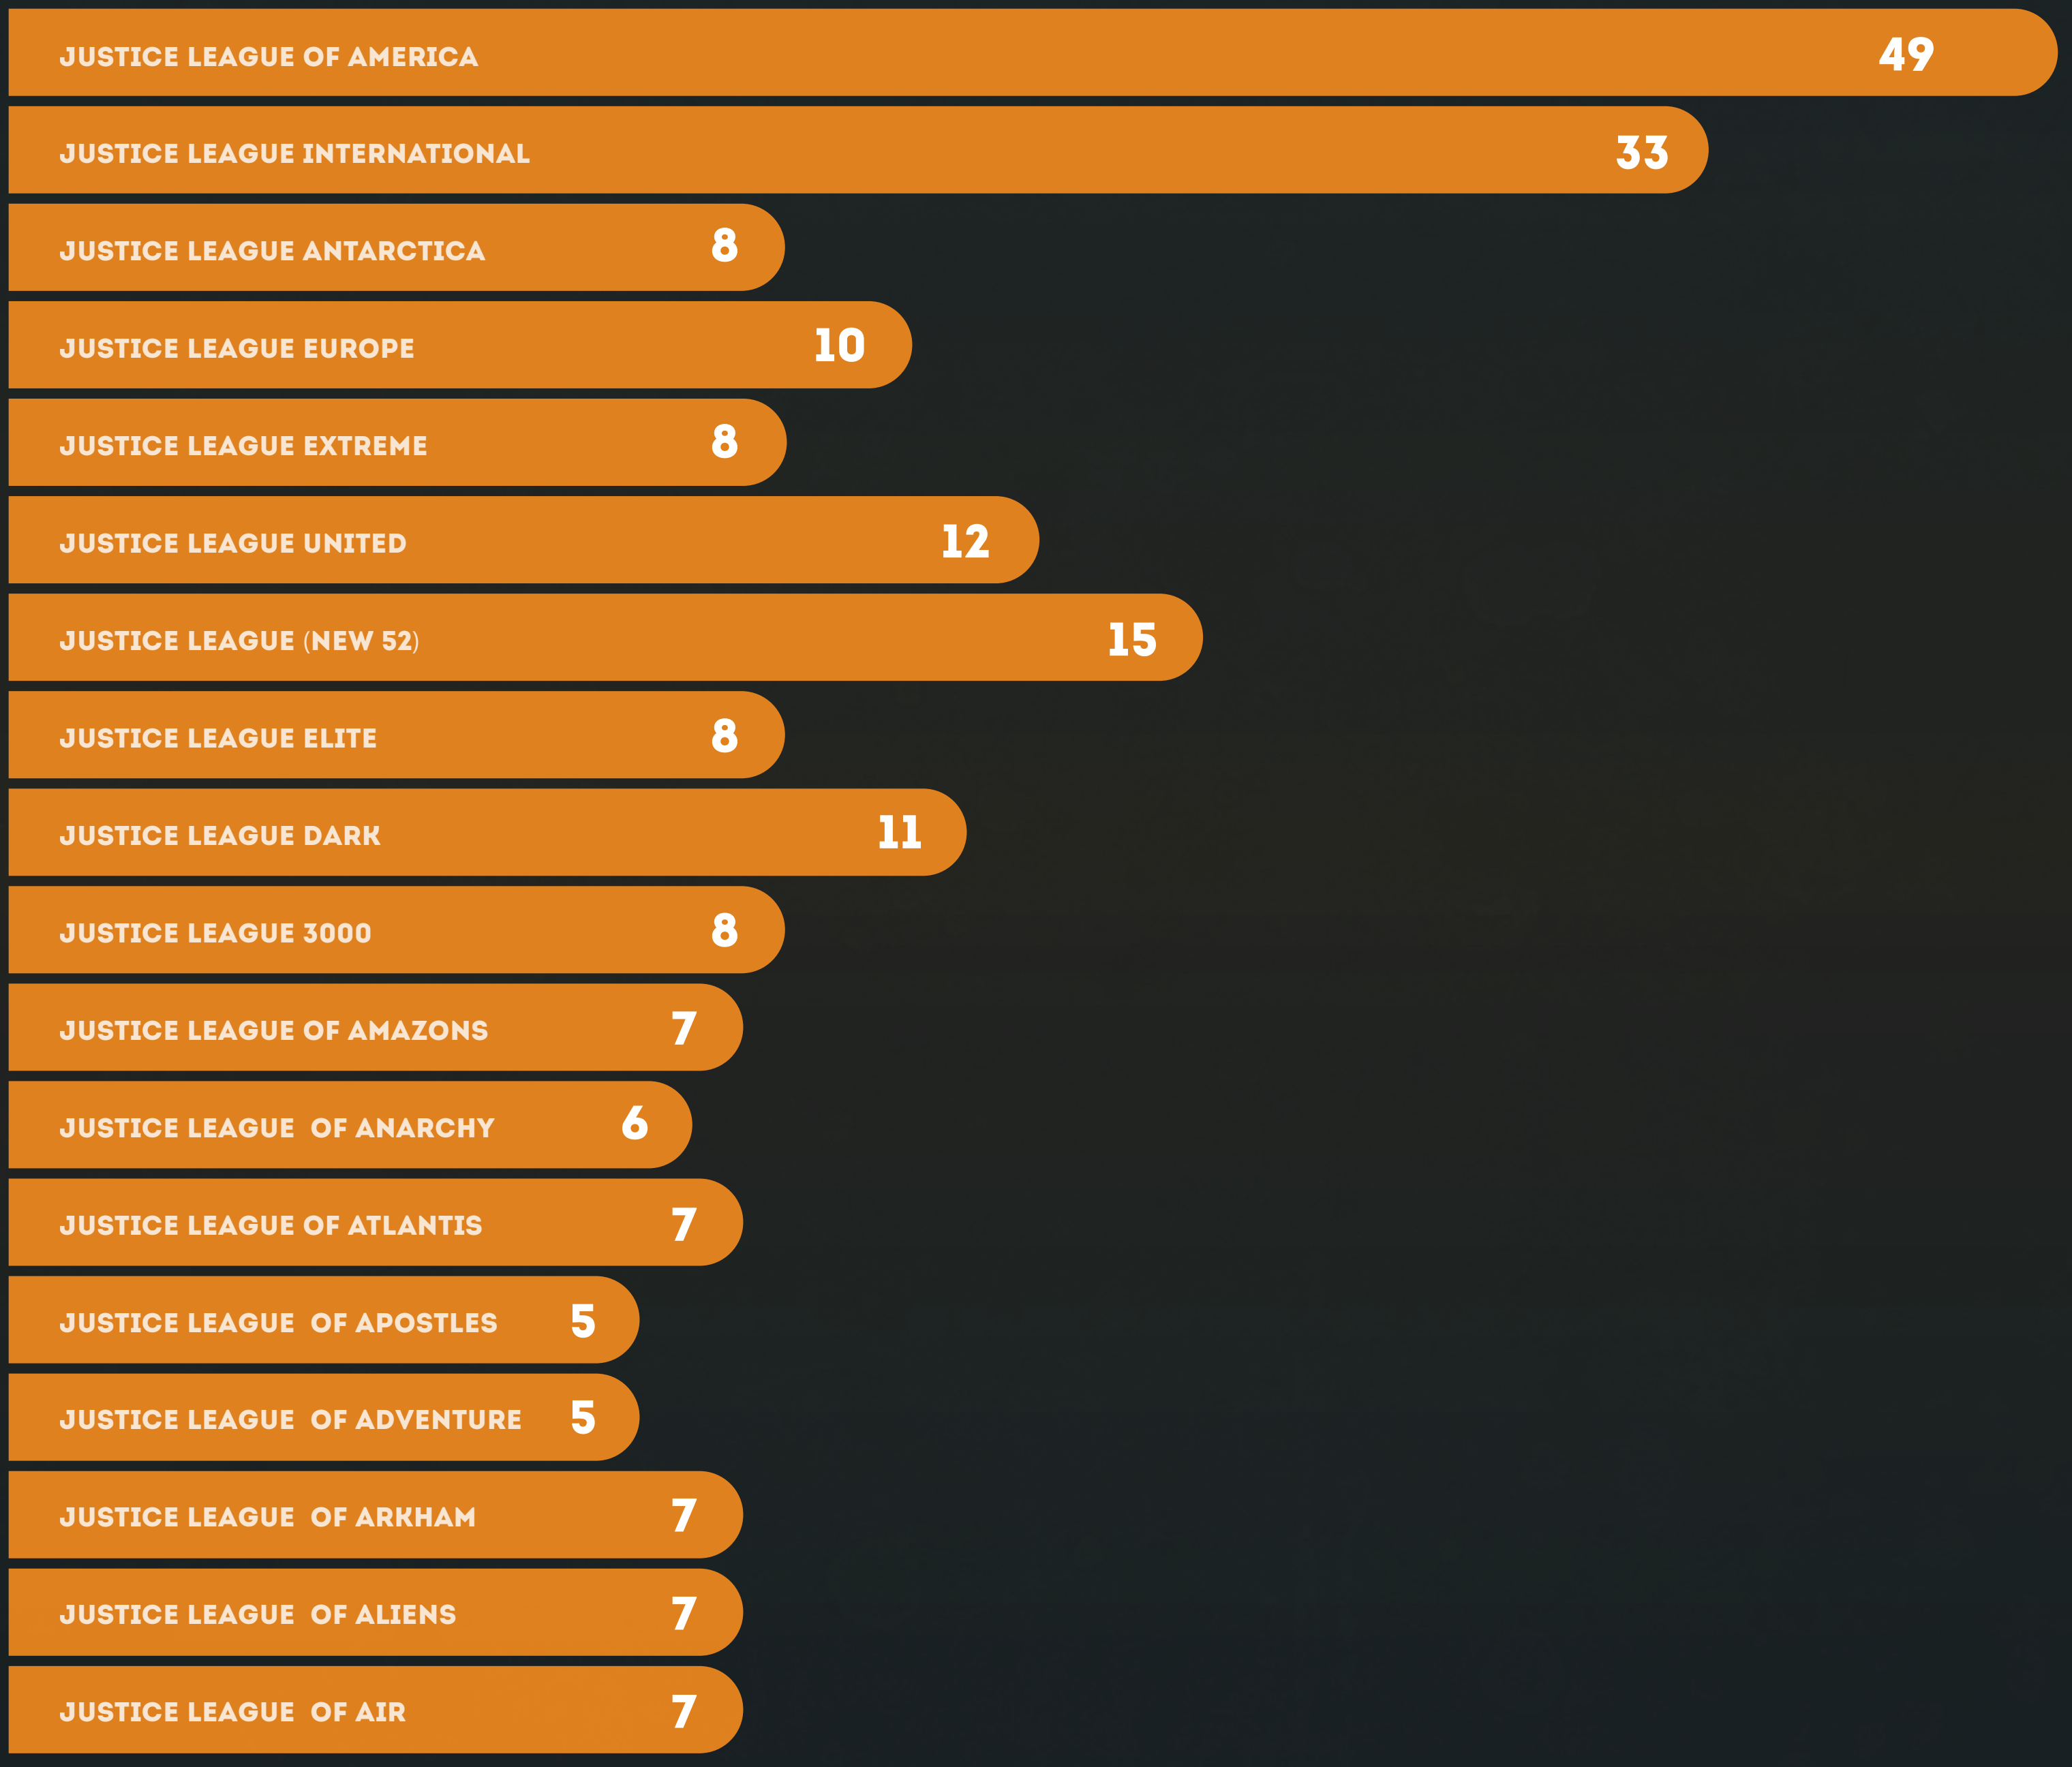 JUSTICE LEAGUE OF AMERICA 49
JUSTICE LEAGUE INTERNATIONAL 33
JUSTICE LEAGUE ANTARCTICA 8
JUSTICE LEAGUE EUROPE 10
JUSTICE LEAGUE EXTREME 8
JUSTICE LEAGUE UNITED 12
JUSTICE LEAGUE (NEW 52) 15
JUSTICE LEAGUE ELITE 8
JUSTICE LEAGUE DARK 11
JUSTICE LEAGUE 3000 8
JUSTICE LEAGUE OF AMAZONS 7
JUSTICE LEAGUE OF ANARCHY 6
JUSTICE LEAGUE OF ATLANTIS 7
JUSTICE LEAGUE OF APOSTLES 5
JUSTICE LEAGUE OF ADVENTURE 5
JUSTICE LEAGUE OF ARKHAM 7
JUSTICE LEAGUE OF ALIENS 7
JUSTICE LEAGUE OF AIR 7